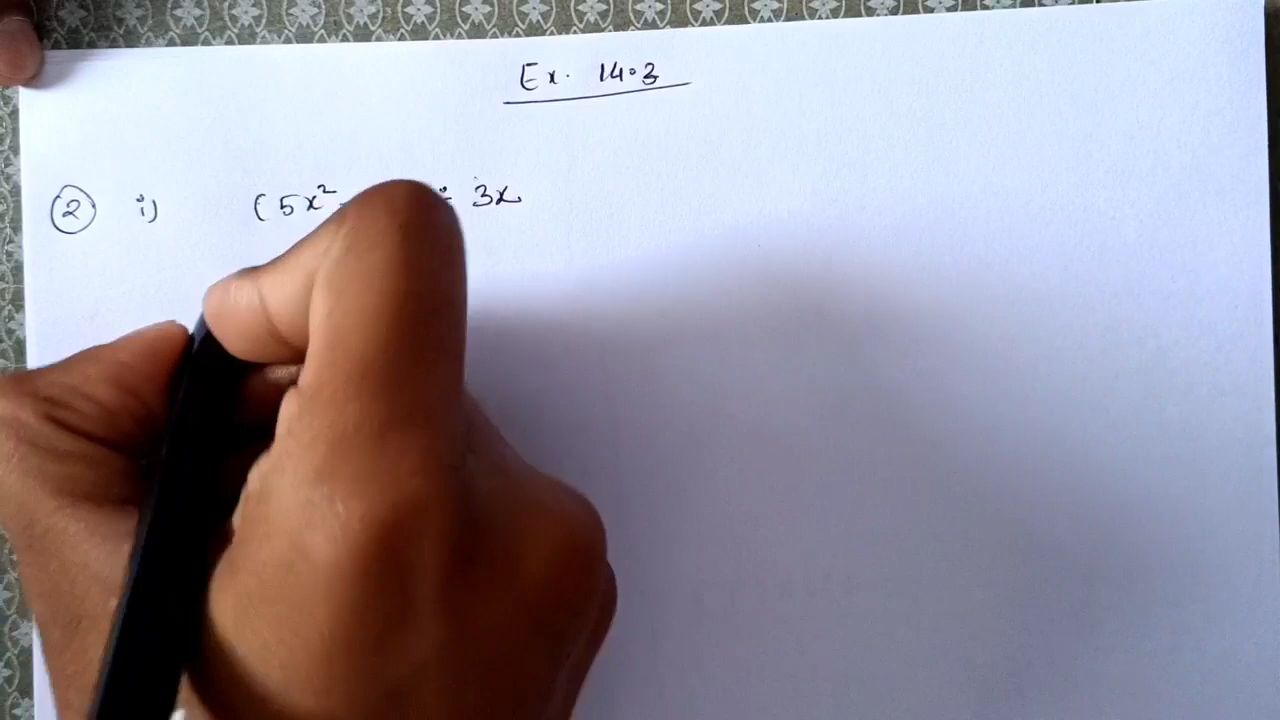 Ex. 14.3
2 i) (5x² - ÷ 3x